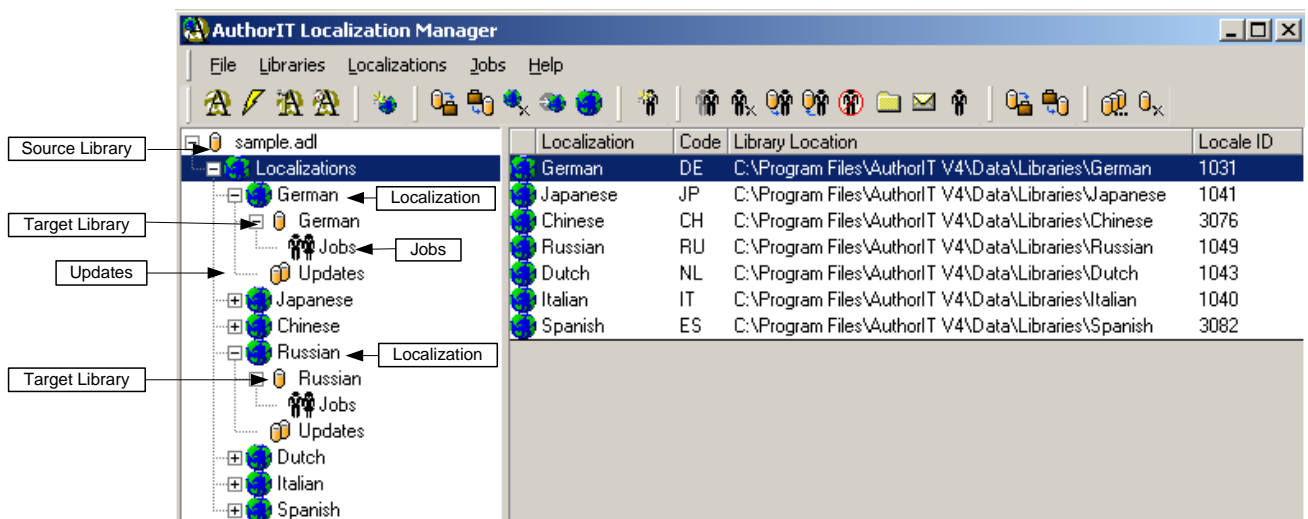 AuthorIT Localization Manager
File Libraries Localizations Jobs Help
Source Library
sample.adl
Localizations
German
Localization
Target Library
German
Jobs
Jobs
Updates
Updates
Japanese
Chinese
Russian
Localization
Target Library
Russian
Jobs
Updates
Dutch
Italian
Spanish
Localization Code Library Location Locale ID
German DE C:\Program Files\AuthorIT V4\Data\Libraries\German 1031
Japanese JP C:\Program Files\AuthorIT V4\Data\Libraries\Japanese 1041
Chinese CH C:\Program Files\AuthorIT V4\Data\Libraries\Chinese 3076
Russian RU C:\Program Files\AuthorIT V4\Data\Libraries\Russian 1049
Dutch NL C:\Program Files\AuthorIT V4\Data\Libraries\Dutch 1043
Italian IT C:\Program Files\AuthorIT V4\Data\Libraries\Italian 1040
Spanish ES C:\Program Files\AuthorIT V4\Data\Libraries\Spanish 3082